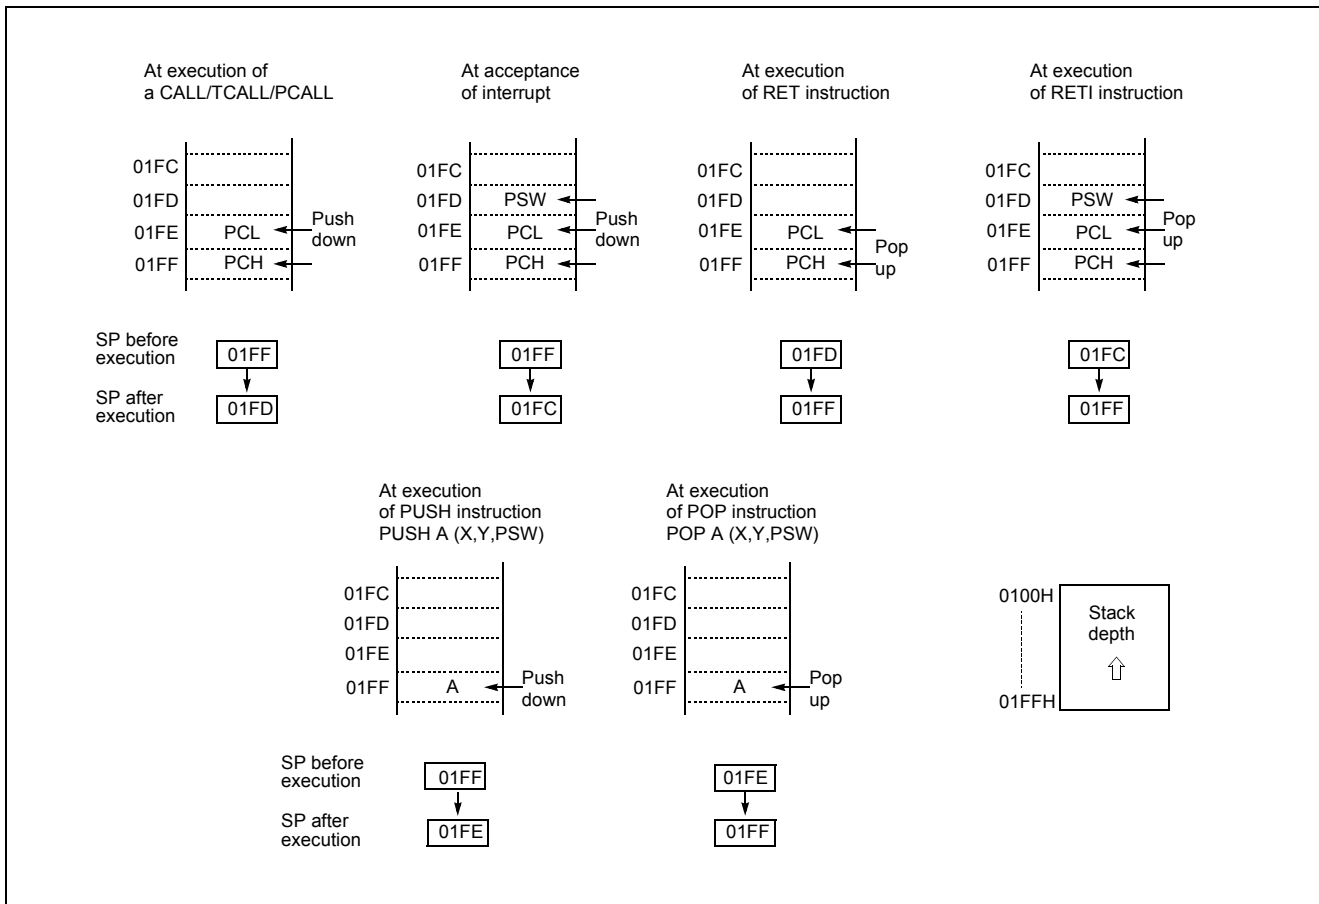 At execution of
a CALL/TCALL/PCALL
01FC
01FD
01FE
01FF
PCL
PCH
Push
down
At acceptance
of interrupt
01FC
01FD
01FE
01FF
PSW
PCL
PCH
Push
down
At execution
of RET instruction
01FC
01FD
01FE
01FF
PCL
PCH
Pop
up
At execution
of RETI instruction
01FC
01FD
01FE
01FF
PSW
PCL
PCH
Pop
up
SP before
execution
01FF
01FF
01FD
01FC
SP after
execution
01FD
01FC
01FF
01FF
At execution
of PUSH instruction
PUSH A (X,Y,PSW)
01FC
01FD
01FE
01FF
A
Push
down
At execution
of POP instruction
POP A (X,Y,PSW)
01FC
01FD
01FE
01FF
A
Pop
up
0100H
01FFH
Stack
depth
SP before
execution
01FF
01FE
SP after
execution
01FE
01FF